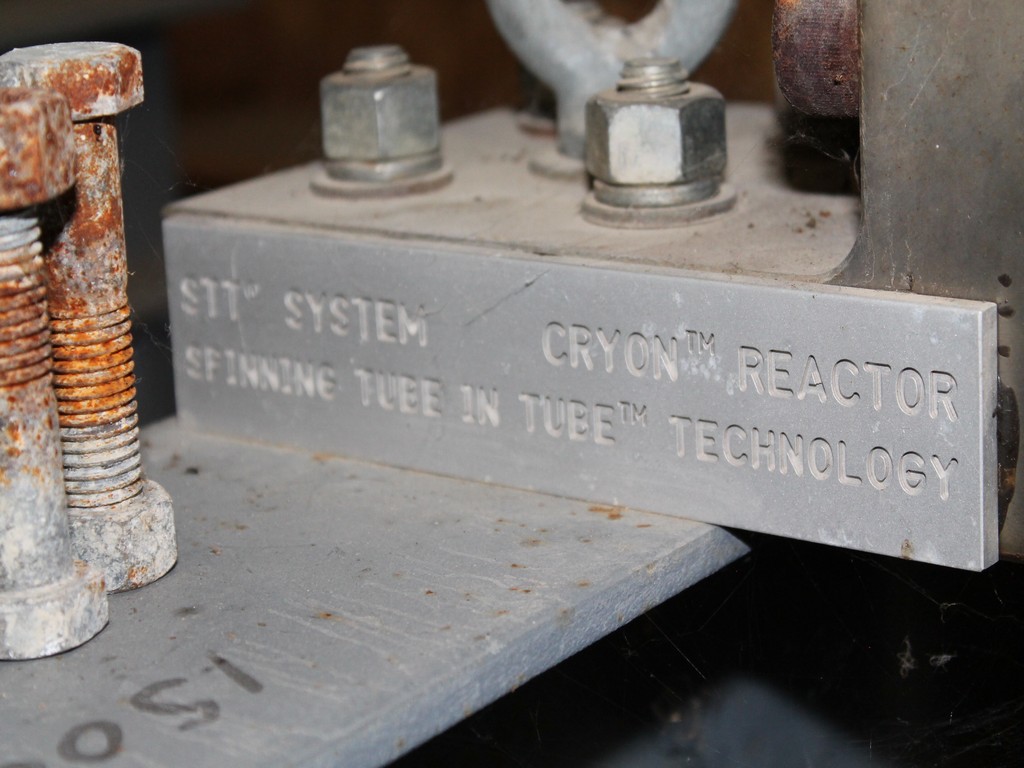 STT™ SYSTEM CRYON™ REACTOR
SPINNING TUBE IN TUBE™ TECHNOLOGY